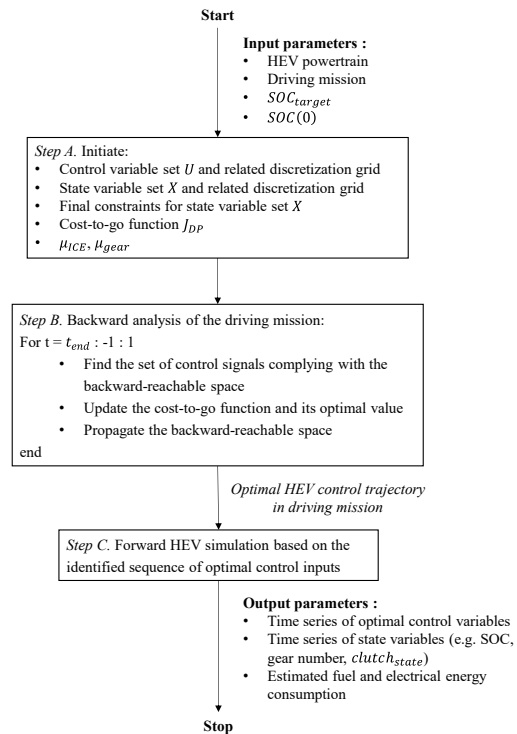 Start
Input parameters :
• HEV powertrain
• Driving mission
• SOC_target
• SOC(0)
Step A. Initiate:
• Control variable set U and related discretization grid
• State variable set X and related discretization grid
• Final constraints for state variable set X
• Cost-to-go function J_DP
• μ_ICE, μ_gear
Step B. Backward analysis of the driving mission:
For t = t_end : -1 : 1
• Find the set of control signals complying with the
backward-reachable space
• Update the cost-to-go function and its optimal value
• Propagate the backward-reachable space
end
Optimal HEV control trajectory
in driving mission
Step C. Forward HEV simulation based on the
identified sequence of optimal control inputs
Output parameters :
• Time series of optimal control variables
• Time series of state variables (e.g. SOC,
gear number, clutch_state)
• Estimated fuel and electrical energy
consumption
Stop